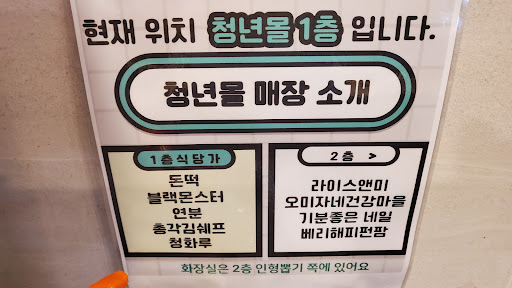 현재 위치 청년몰 1층 입니다.
청년몰 매장 소개
1층식당가
돈떡
블랙몬스터
연분
총각김쉐프
청화루
2층 >
라이스앤미
오미자네건강마을
기분좋은 네일
베리해피펀팜
화장실은 2층 인형뽑기 쪽에 있어요